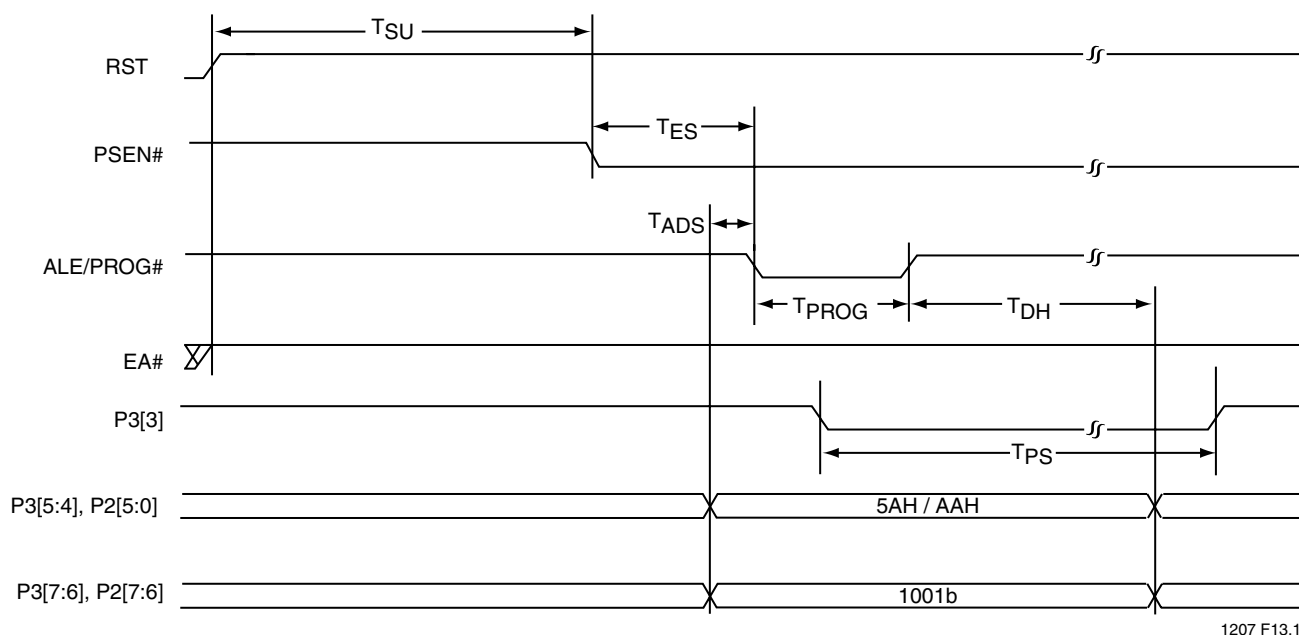 TSU
RST
TES
PSEN#
TADS
ALE/PROG#
TPROG
TDH
EA#
P3[3]
TPS
P3[5:4], P2[5:0]
5AH / AAH
P3[7:6], P2[7:6]
1001b
1207 F13.1